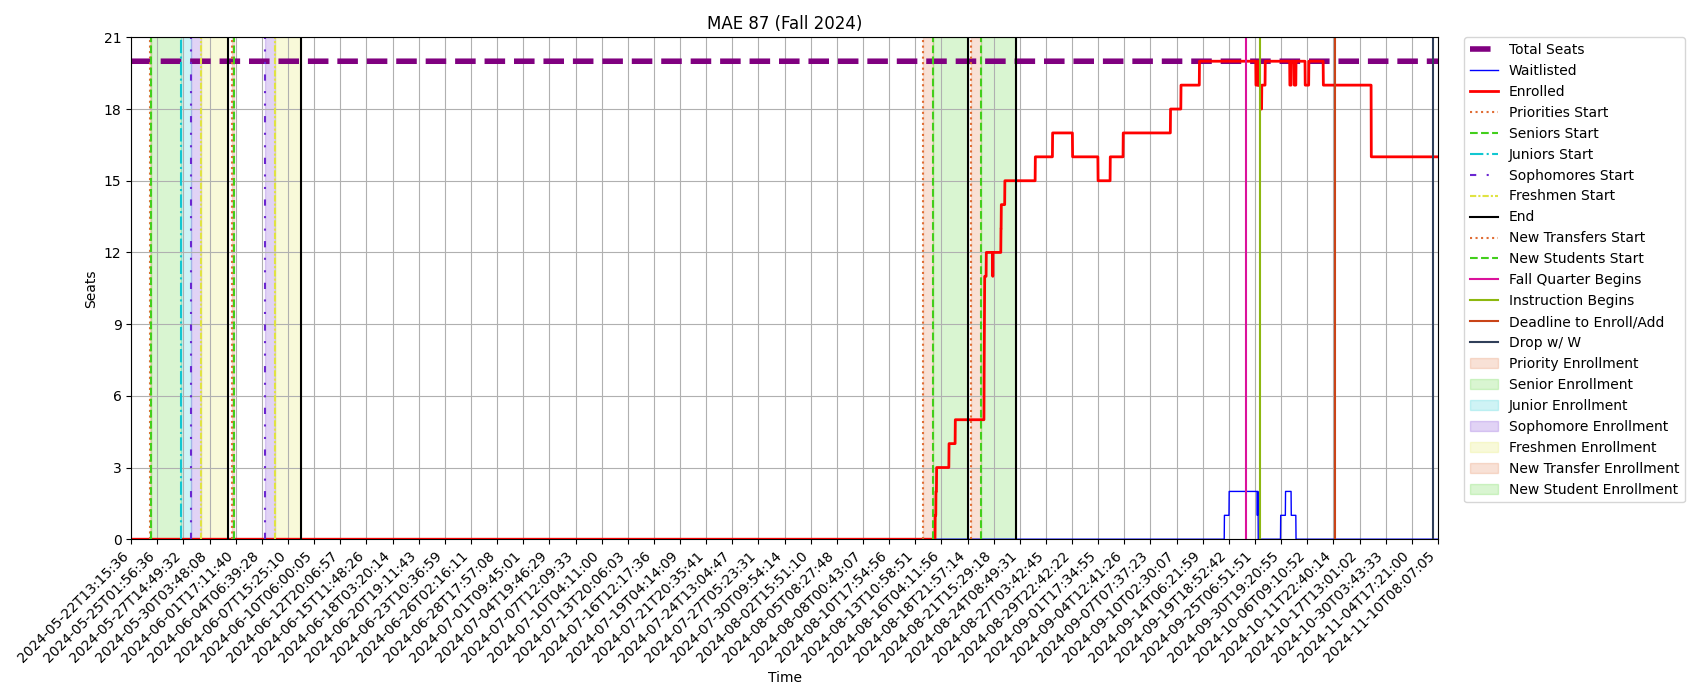 MAE 87 (Fall 2024)
21
18
15
12
9
6
3
0
Seats
2024-05-22T13:15:36
2024-05-25T01:56:36
2024-05-27T14:49:32
2024-05-30T03:48:08
2024-06-01T17:11:40
2024-06-04T06:39:28
2024-06-07T15:25:10
2024-06-10T06:00:05
2024-06-12T20:06:57
2024-06-15T11:48:26
2024-06-18T03:20:14
2024-06-20T19:11:43
2024-06-23T10:36:59
2024-06-26T02:16:11
2024-06-28T17:57:08
2024-07-01T09:45:01
2024-07-04T19:46:29
2024-07-07T12:09:33
2024-07-10T04:11:00
2024-07-13T20:06:03
2024-07-16T12:17:36
2024-07-19T04:14:09
2024-07-21T20:35:41
2024-07-24T13:04:47
2024-07-27T05:23:31
2024-07-30T09:54:14
2024-08-02T15:51:10
2024-08-05T08:27:48
2024-08-08T00:43:07
2024-08-10T17:54:56
2024-08-13T10:58:51
2024-08-16T04:11:56
2024-08-18T21:57:14
2024-08-21T15:29:18
2024-08-24T08:49:31
2024-08-27T03:42:45
2024-08-29T22:42:22
2024-09-01T17:34:55
2024-09-04T12:41:26
2024-09-07T07:37:23
2024-09-10T02:30:07
2024-09-14T06:21:59
2024-09-19T18:52:42
2024-09-25T06:51:51
2024-09-30T19:20:55
2024-10-06T09:10:52
2024-10-11T22:40:14
2024-10-17T13:01:02
2024-10-30T03:43:33
2024-11-04T17:21:00
2024-11-10T08:07:05
Time
Total Seats
Waitlisted
Enrolled
Priorities Start
Seniors Start
Juniors Start
Sophomores Start
Freshmen Start
End
New Transfers Start
New Students Start
Fall Quarter Begins
Instruction Begins
Deadline to Enroll/Add
Drop w/ W
Priority Enrollment
Senior Enrollment
Junior Enrollment
Sophomore Enrollment
Freshmen Enrollment
New Transfer Enrollment
New Student Enrollment